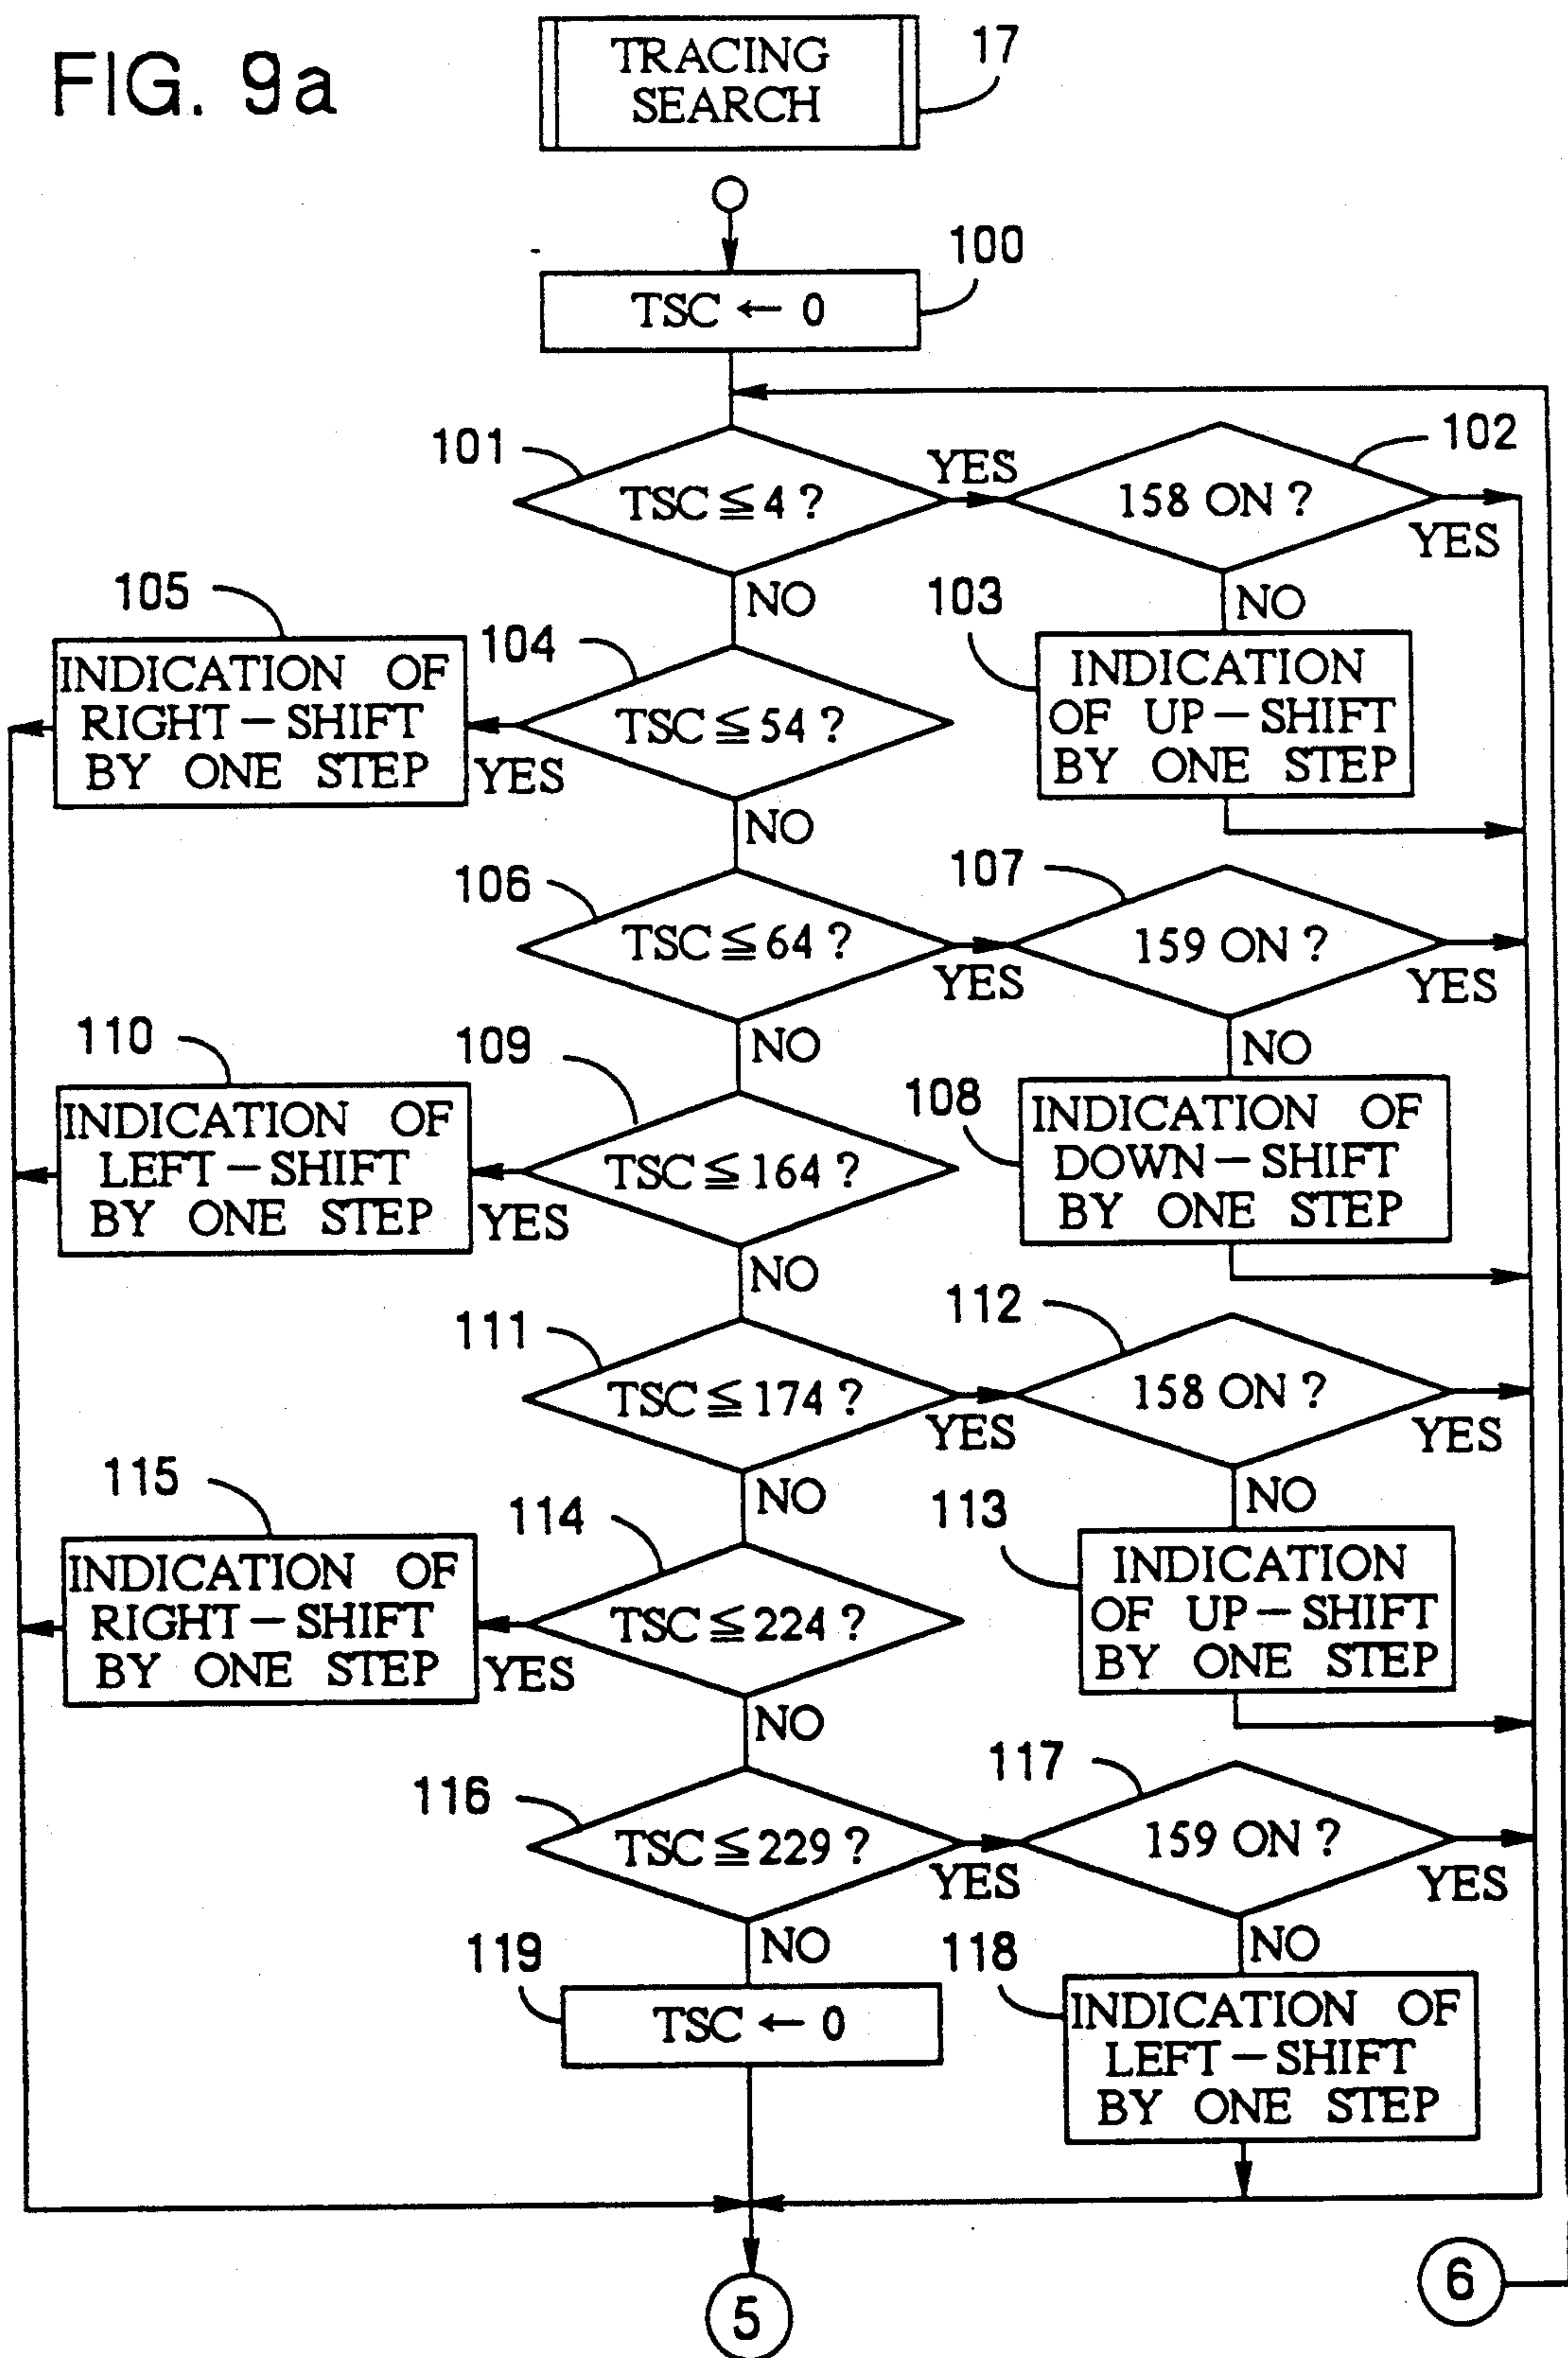 FIG. 9a
TRACING
SEARCH
17
100
TSC ← 0
101
TSC ≦ 4 ?
YES
102
158 ON ?
YES
NO
NO
103
INDICATION
OF UP-SHIFT
BY ONE STEP
105
INDICATION OF
RIGHT-SHIFT
BY ONE STEP
104
TSC ≦ 54 ?
YES
NO
106
TSC ≦ 64 ?
YES
107
159 ON ?
YES
NO
NO
108
INDICATION OF
DOWN-SHIFT
BY ONE STEP
110
INDICATION OF
LEFT-SHIFT
BY ONE STEP
109
TSC ≦ 164 ?
YES
NO
111
TSC ≦ 174 ?
YES
112
158 ON ?
YES
NO
NO
113
INDICATION
OF UP-SHIFT
BY ONE STEP
115
INDICATION OF
RIGHT-SHIFT
BY ONE STEP
114
TSC ≦ 224 ?
YES
NO
116
TSC ≦ 229 ?
YES
117
159 ON ?
YES
NO
NO
119
TSC ← 0
118
INDICATION OF
LEFT-SHIFT
BY ONE STEP
5
6